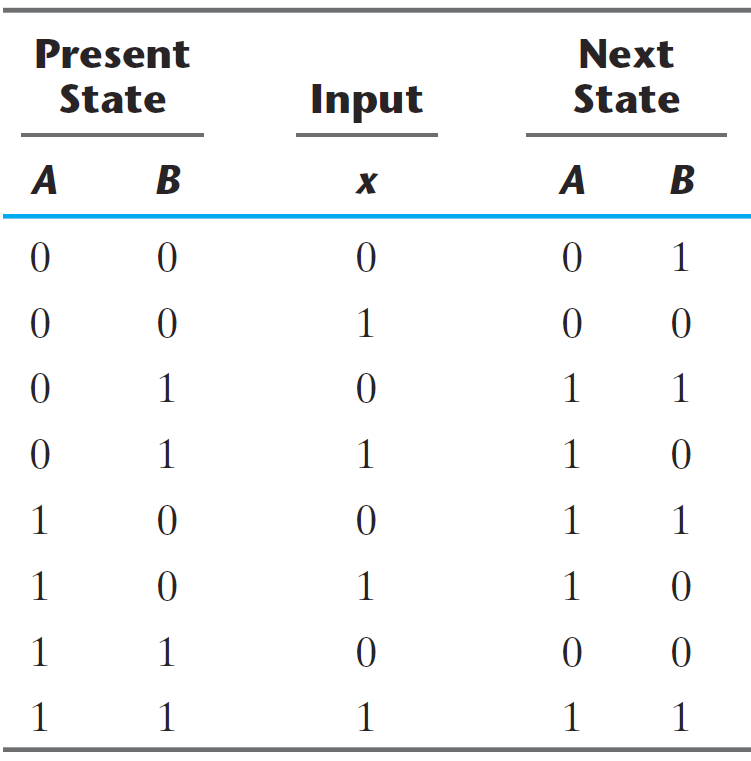 Present Next
State Input State
A B x A B
0 0 0 0 1
0 0 1 0 0
0 1 0 1 1
0 1 1 1 0
1 0 0 1 1
1 0 1 1 0
1 1 0 0 0
1 1 1 1 1